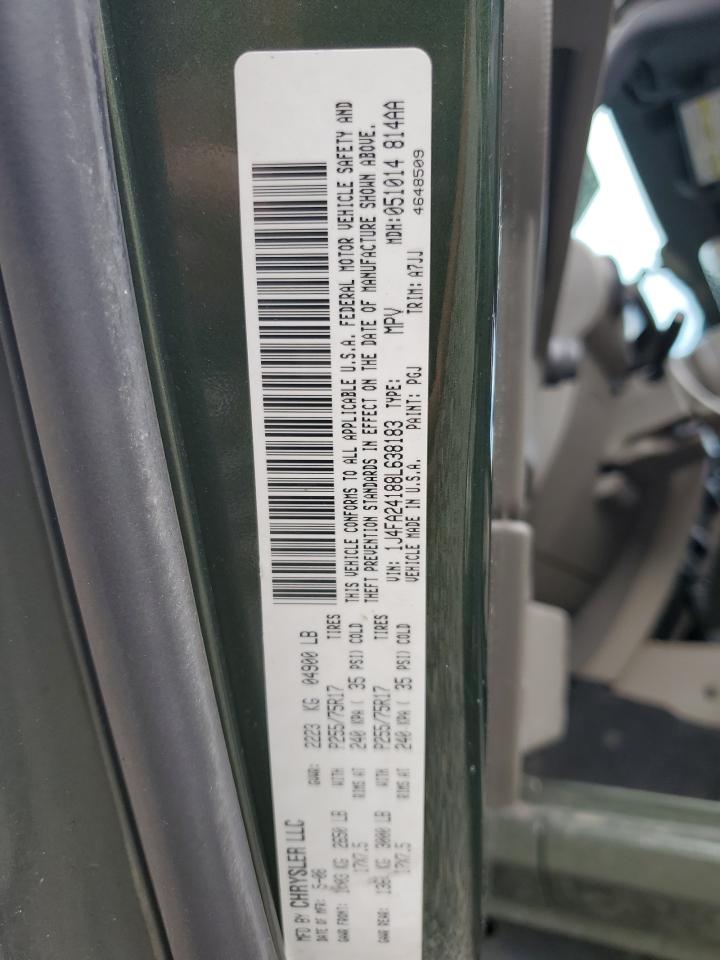 MFD BY CHRYSLER LLC
DATE OF MFR: 5-08 GVWR: 2223 KG 04900 LB
GAWR FRONT: KG 2650 LB WITH P255/75R17 TIRES
17X7.5 RIMS AT 240 KPA ( 35 PSI) COLD
GAWR REAR: KG 3000 LB WITH P255/75R17 TIRES
17X7.5 RIMS AT 240 KPA ( 35 PSI) COLD
THIS VEHICLE CONFORMS TO ALL APPLICABLE U.S.A. FEDERAL MOTOR VEHICLE SAFETY AND
THEFT PREVENTION STANDARDS IN EFFECT ON THE DATE OF MANUFACTURE SHOWN ABOVE.
VIN: 1J4FA24188L638183 TYPE: MPV MDH:051014 814AA
VEHICLE MADE IN U.S.A. PAINT: PGJ TRIM: A7JJ 4648509